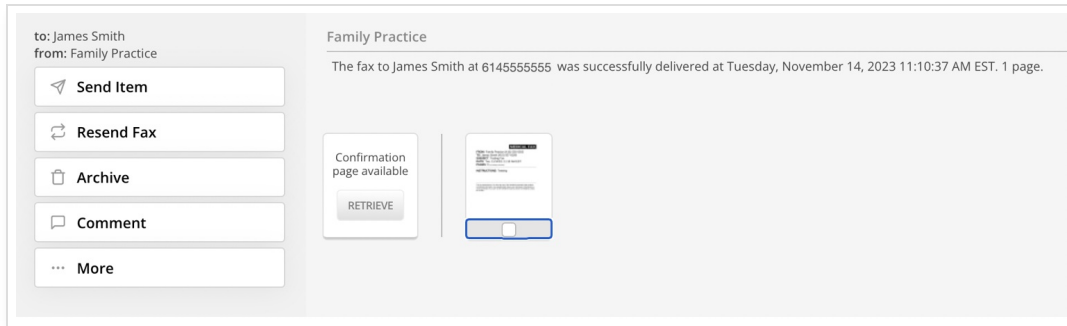 to: James Smith
from: Family Practice
Send Item
Resend Fax
Archive
Comment
More
Family Practice
The fax to James Smith at 6145555555 was successfully delivered at Tuesday, November 14, 2023 11:10:37 AM EST. 1 page.
Confirmation
page available
RETRIEVE